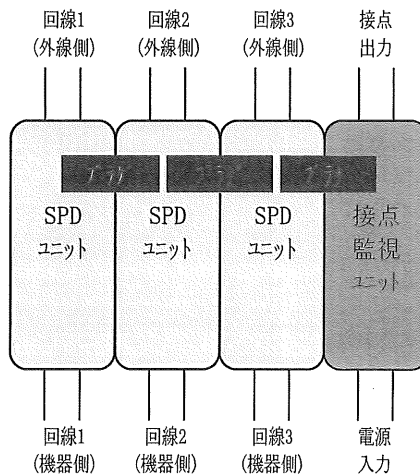 回線1 回線2 回線3 接点
(外線側) (外線側) (外線側) 出力
SPD SPD SPD 接点
ユニット ユニット ユニット 監視
ユニット
回線1 回線2 回線3 電源
(機器側) (機器側) (機器側) 入力